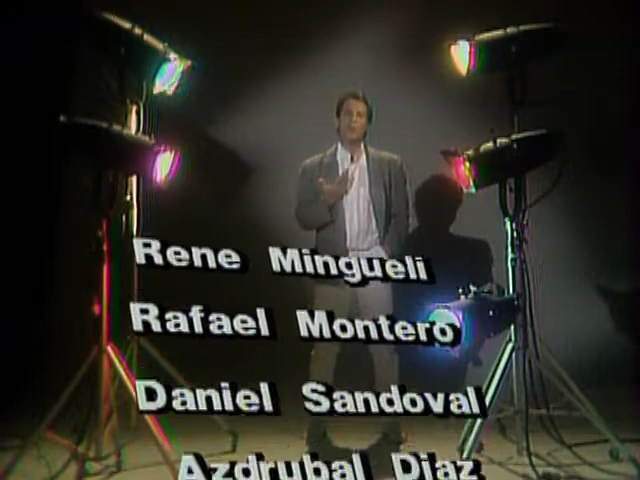 Rene Mingueli
Rafael Montero
Daniel Sandoval
Azdrubal Diaz